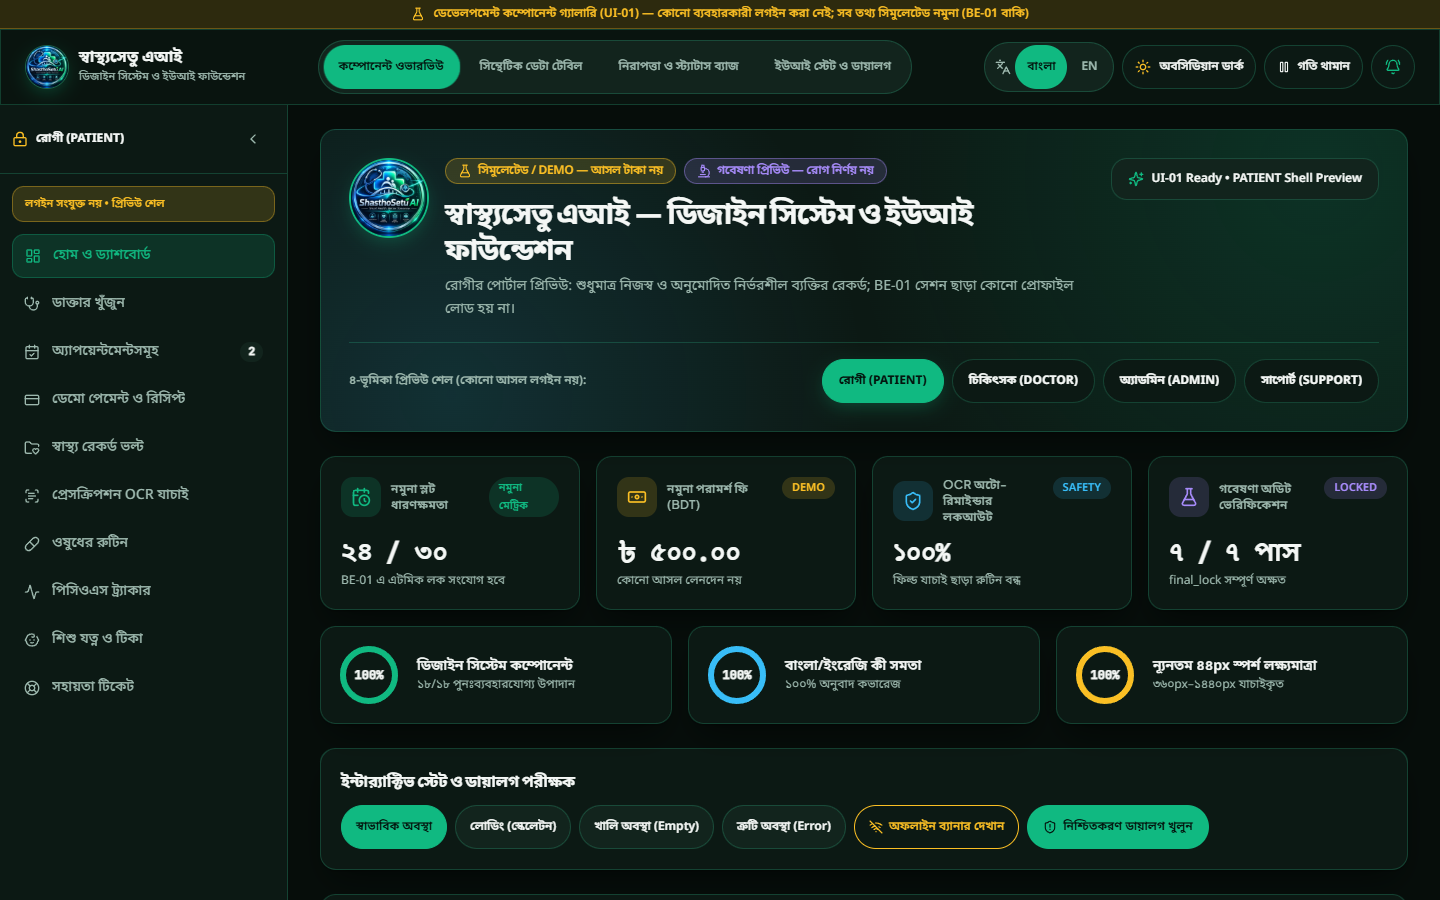 ডেভেলপমেন্ট কম্পোনেন্ট গ্যালারি (UI-01) — কোনো ব্যবহারকারী লগইন করা নেই; সব তথ্য সিমুলেটেড নমুনা (BE-01 বাকি)
স্বাস্থ্যসেতু এআই
ডিজাইন সিস্টেম ও ইউআই ফাউন্ডেশন
কম্পোনেন্ট ওভারভিউ
সিন্থেটিক ডেটা টেবিল
নিরাপত্তা ও স্ট্যাটাস ব্যাজ
ইউআই স্টেট ও ডায়ালগ
বাংলা
EN
অবসিডিয়ান ডার্ক
গতি থামান
রোগী (PATIENT)
লগইন সংযুক্ত নয় • প্রিভিউ শেল
হোম ও ড্যাশবোর্ড
ডাক্তার খুঁজুন
অ্যাপয়েন্টমেন্টসমূহ
2
ডেমো পেমেন্ট ও রিসিপ্ট
স্বাস্থ্য রেকর্ড ভল্ট
প্রেসক্রিপশন OCR যাচাই
ওষুধের রুটিন
পিসিওএস ট্র্যাকার
শিশু যত্ন ও টিকা
সহায়তা টিকেট
ShasthoSetu AI
সিমুলেটেড / DEMO — আসল টাকা নয়
গবেষণা প্রিভিউ — রোগ নির্ণয় নয়
UI-01 Ready • PATIENT Shell Preview
স্বাস্থ্যসেতু এআই — ডিজাইন সিস্টেম ও ইউআই
ফাউন্ডেশন
রোগীর পোর্টাল প্রিভিউ: শুধুমাত্র নিজস্ব ও অনুমোদিত নির্ভরশীল ব্যক্তির রেকর্ড; BE-01 সেশন ছাড়া কোনো প্রোফাইল
লোড হয় না।
৪-ভূমিকা প্রিভিউ শেল (কোনো আসল লগইন নয়):
রোগী (PATIENT)
চিকিৎসক (DOCTOR)
অ্যাডমিন (ADMIN)
সাপোর্ট (SUPPORT)
নমুনা স্লট
ধারণক্ষমতা
নমুনা
মেট্রিক
২৪ / ৩০
BE-01 এ এটমিক লক সংযোগ হবে
নমুনা পরামর্শ ফি
(BDT)
DEMO
৳ ৫০০.০০
কোনো আসল লেনদেন নয়
OCR অটো-
রিমাইন্ডার
লকআউট
SAFETY
১০০%
ফিল্ড যাচাই ছাড়া রুটিন বন্ধ
গবেষণা অডিট
ভেরিফিকেশন
LOCKED
৭ / ৭ পাস
final_lock সম্পূর্ণ অক্ষত
100%
ডিজাইন সিস্টেম কম্পোনেন্ট
১৮/১৮ পুনঃব্যবহারযোগ্য উপাদান
100%
বাংলা/ইংরেজি কী সমতা
১০০% অনুবাদ কভারেজ
100%
ন্যূনতম ৪৪px স্পর্শ লক্ষ্যমাত্রা
৩৬০px–১৪৪০px যাচাইকৃত
ইন্টার‍্যাক্টিভ স্টেট ও ডায়ালগ পরীক্ষক
স্বাভাবিক অবস্থা
লোডিং (স্কেলেটন)
খালি অবস্থা (Empty)
ত্রুটি অবস্থা (Error)
অফলাইন ব্যানার দেখান
নিশ্চিতকরণ ডায়ালগ খুলুন